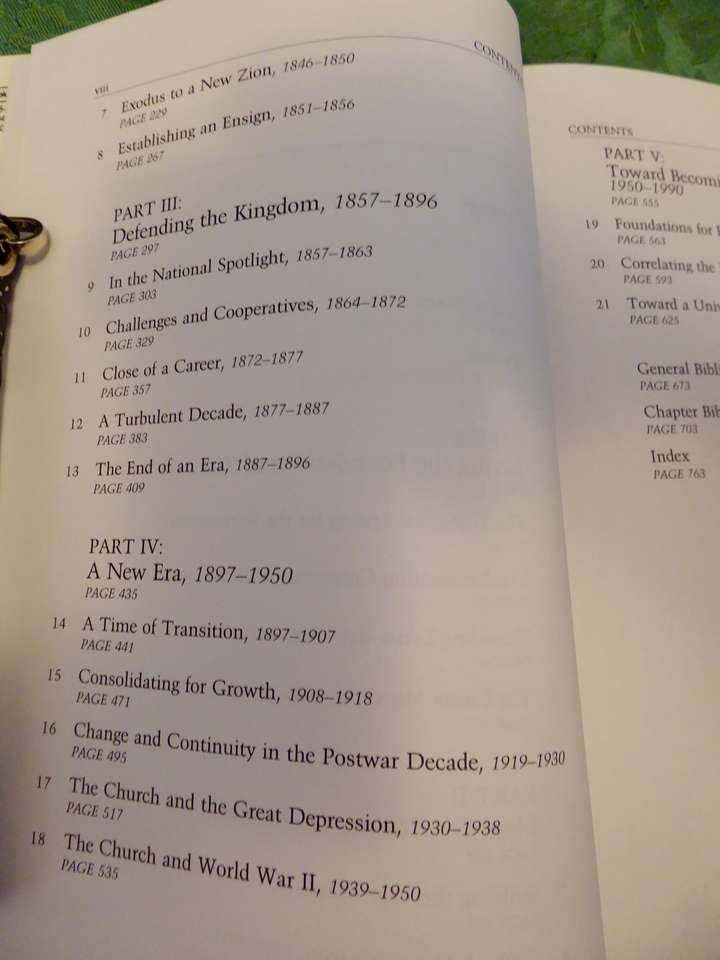 viii
CONTENTS
7 Exodus to a New Zion, 1846–1850
PAGE 229
8 Establishing an Ensign, 1851–1856
PAGE 267
PART III:
Defending the Kingdom, 1857–1896
PAGE 297
9 In the National Spotlight, 1857–1863
PAGE 303
10 Challenges and Cooperatives, 1864–1872
PAGE 329
11 Close of a Career, 1872–1877
PAGE 357
12 A Turbulent Decade, 1877–1887
PAGE 383
13 The End of an Era, 1887–1896
PAGE 409
PART IV:
A New Era, 1897–1950
PAGE 435
14 A Time of Transition, 1897–1907
PAGE 441
15 Consolidating for Growth, 1908–1918
PAGE 471
16 Change and Continuity in the Postwar Decade, 1919–1930
PAGE 495
17 The Church and the Great Depression, 1930–1938
PAGE 517
18 The Church and World War II, 1939–1950
PAGE 535
CONTENTS
PART V:
Toward Becomi
1950–1990
PAGE 555
19 Foundations for
PAGE 563
20 Correlating the
PAGE 593
21 Toward a Uni
PAGE 625
General Bibl
PAGE 673
Chapter Bib
PAGE 703
Index
PAGE 763